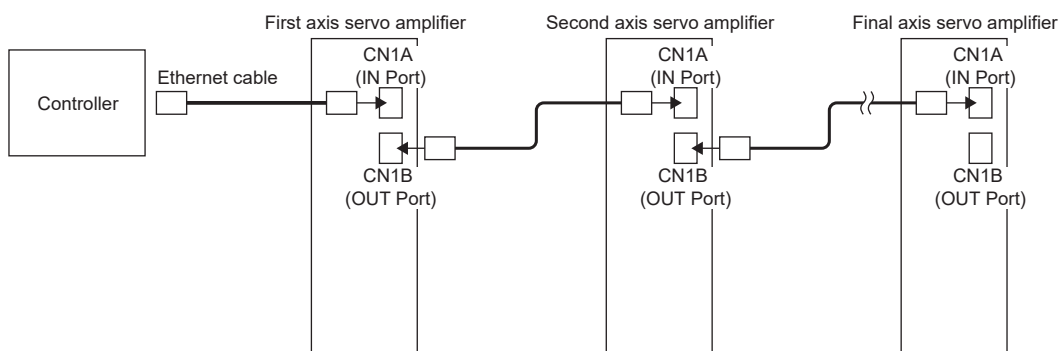 First axis servo amplifier
Second axis servo amplifier
Final axis servo amplifier
Controller
Ethernet cable
CN1A
(IN Port)
CN1B
(OUT Port)
CN1A
(IN Port)
CN1B
(OUT Port)
CN1A
(IN Port)
CN1B
(OUT Port)